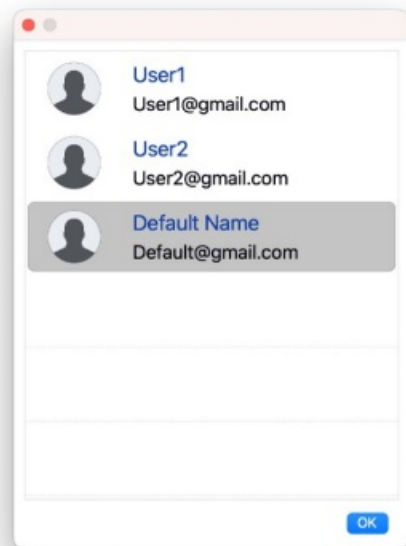 User1
User1@gmail.com
User2
User2@gmail.com
Default Name
Default@gmail.com
OK